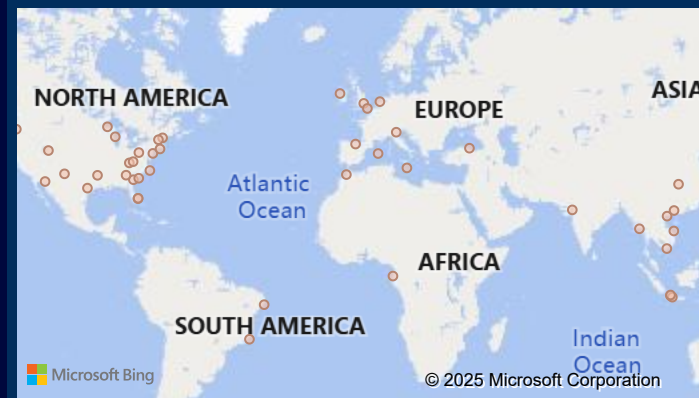 ASIA
NORTH AMERICA
EUROPE
Atlantic
Ocean
AFRICA
SOUTH AMERICA
Indian
Ocean
Microsoft Bing
© 2025 Microsoft Corporation